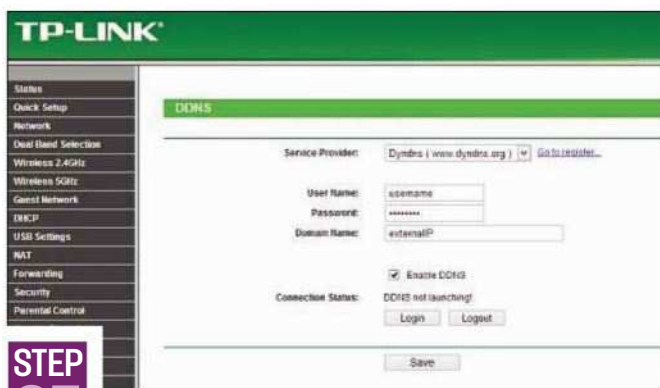 TP-LINK
Status
Quick Setup
Network
Dual Band Selection
Wireless 2.4GHz
Wireless 5GHz
Guest Network
DHCP
USB Settings
NAT
Forwarding
Security
Parental Control
DDNS
Service Provider: Dyndns ( www.dyndns.org ) Go to register...
User Name: username
Password: ••••••••
Domain Name: externalIP
Enable DDNS
Connection Status: DDNS not launching!
Login Logout
Save
STEP